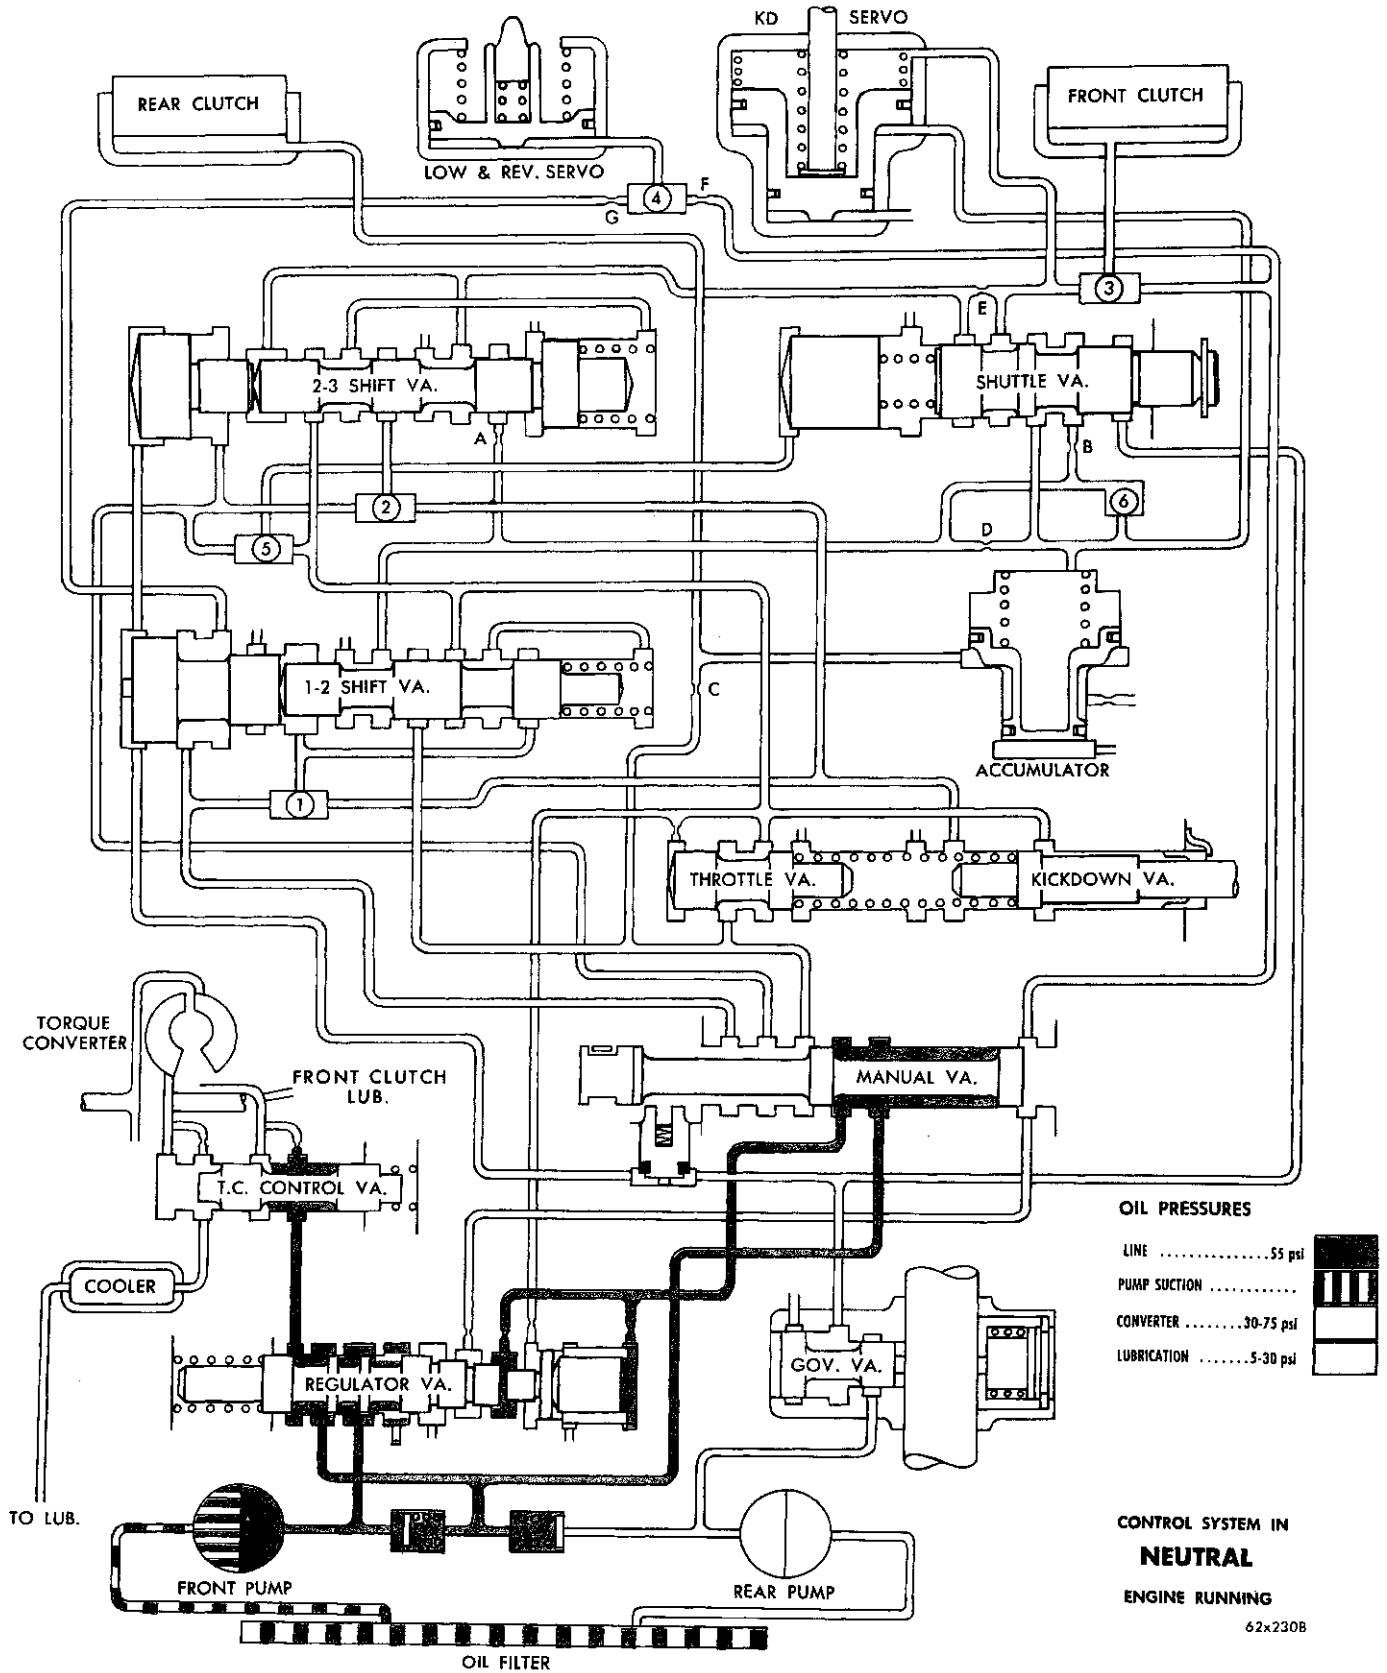 KD SERVO
REAR CLUTCH
FRONT CLUTCH
LOW & REV. SERVO
4
F
G
3
E
2-3 SHIFT VA.
SHUTTLE VA.
A
B
2
6
5
D
1-2 SHIFT VA.
C
ACCUMULATOR
1
THROTTLE VA.
KICKDOWN VA.
TORQUE
CONVERTER
FRONT CLUTCH
LUB.
MANUAL VA.
T.C. CONTROL VA.
OIL PRESSURES
LINE ...............55 psi
PUMP SUCTION ............
CONVERTER ........30-75 psi
LUBRICATION .......5-30 psi
COOLER
REGULATOR VA.
GOV. VA.
TO LUB.
FRONT PUMP
REAR PUMP
CONTROL SYSTEM IN
NEUTRAL
ENGINE RUNNING
62x230B
OIL FILTER